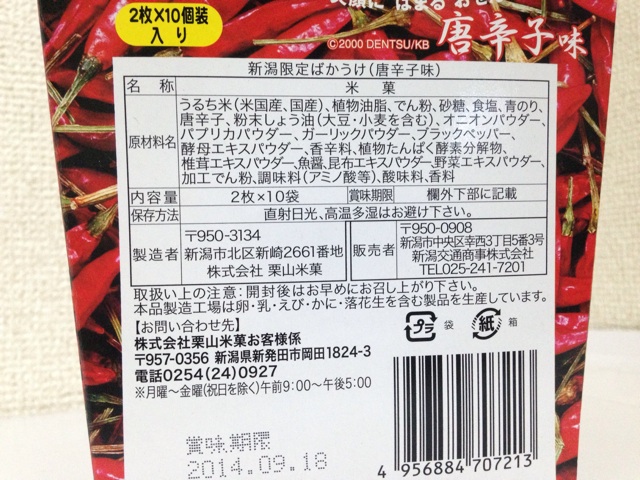 2枚×10個装
入り
©2000 DENTSU/KB
唐辛子味
新潟限定ばかうけ(唐辛子味)
名 称 米 菓
原材料名 うるち米(米国産、国産)、植物油脂、でん粉、砂糖、食塩、青のり、
唐辛子、粉末しょう油(大豆・小麦を含む)、オニオンパウダー、
パプリカパウダー、ガーリックパウダー、ブラックペッパー、
酵母エキスパウダー、香辛料、植物たんぱく酵素分解物、
椎茸エキスパウダー、魚醤、昆布エキスパウダー、野菜エキスパウダー、
加工でん粉、調味料(アミノ酸等)、酸味料、香料
内容量 2枚×10袋 賞味期限 欄外下部に記載
保存方法 直射日光、高温多湿はお避け下さい。
製造者 〒950-3134
新潟市北区新崎2661番地
株式会社 栗山米菓
販売者 〒950-0908
新潟市中央区幸西3丁目5番3号
新潟交通商事株式会社
TEL025-241-7201
取扱い上の注意:開封後はお早めにお召し上がり下さい。
本品製造工場は卵・乳・えび・かに・落花生を含む製品を生産しています。
【お問い合わせ先】
株式会社栗山米菓お客様係
〒957-0356 新潟県新発田市岡田1824-3
電話0254(24)0927
※月曜~金曜(祝日を除く)午前9:00~午後5:00
プラ 袋
紙 箱
賞味期限
2014.09.18
4 956884 707213